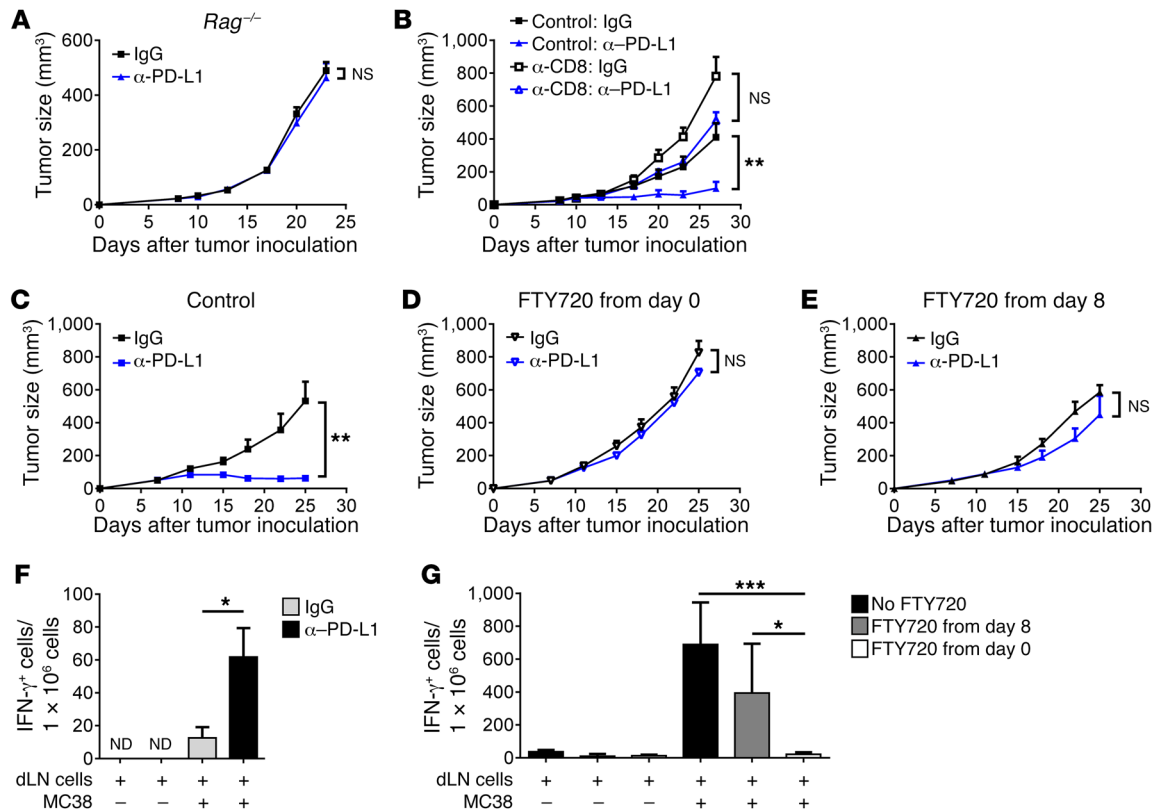 A
Rag–/–
Tumor size (mm³)
600
400
200
0
IgG
α-PD-L1
NS
0 5 10 15 20 25
Days after tumor inoculation
B
Control: IgG
Control: α–PD-L1
α-CD8: IgG
α-CD8: α–PD-L1
Tumor size (mm³)
1,000
800
600
400
200
0
NS
**
0 5 10 15 20 25 30
Days after tumor inoculation
C
Control
Tumor size (mm³)
1,000
800
600
400
200
0
IgG
α-PD-L1
**
0 5 10 15 20 25 30
Days after tumor inoculation
D
FTY720 from day 0
Tumor size (mm³)
1,000
800
600
400
200
0
IgG
α-PD-L1
NS
0 5 10 15 20 25 30
Days after tumor inoculation
E
FTY720 from day 8
Tumor size (mm³)
1,000
800
600
400
200
0
IgG
α-PD-L1
NS
0 5 10 15 20 25 30
Days after tumor inoculation
F
IFN-γ⁺ cells/
1 × 10⁶ cells
100
80
60
40
20
0
*
IgG
α–PD-L1
ND ND
dLN cells + + + +
MC38 – – + +
G
IFN-γ⁺ cells/
1 × 10⁶ cells
1,000
800
600
400
200
0
***
*
No FTY720
FTY720 from day 8
FTY720 from day 0
dLN cells + + + + + +
MC38 – – – + + +